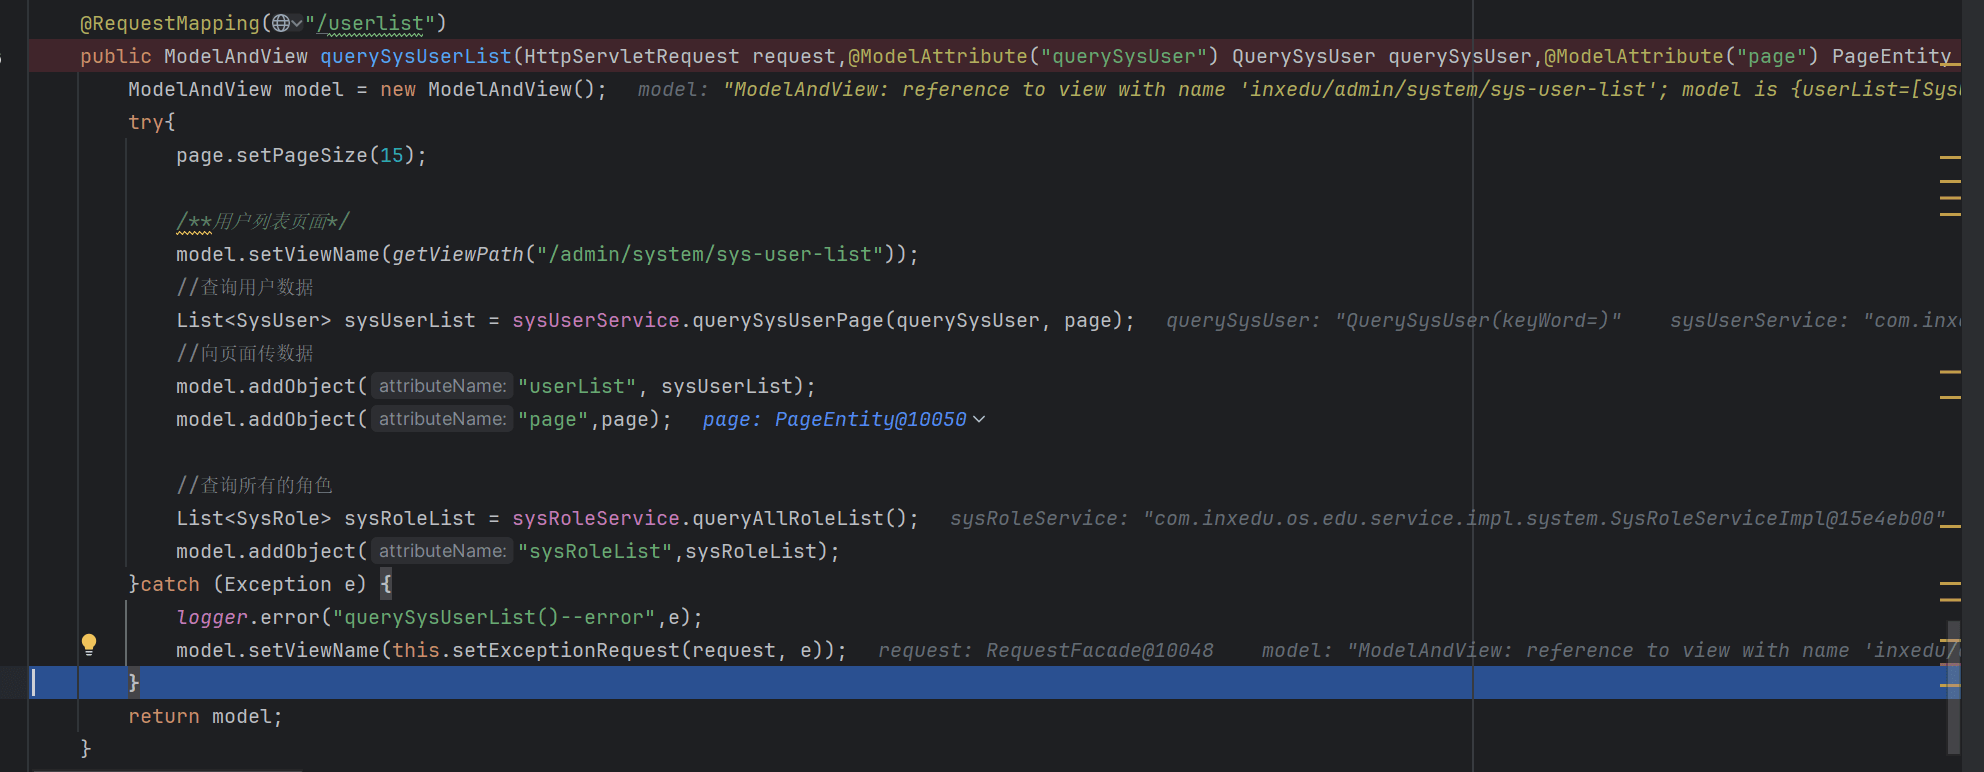 @RequestMapping("/userlist")
public ModelAndView querySysUserList(HttpServletRequest request,@ModelAttribute("querySysUser") QuerySysUser querySysUser,@ModelAttribute("page") PageEntity
ModelAndView model = new ModelAndView(); model: "ModelAndView: reference to view with name 'inxedu/admin/system/sys-user-list'; model is {userList=[Sysl
try{
page.setPageSize(15);
/**用户列表页面*/
model.setViewName(getViewPath("/admin/system/sys-user-list"));
//查询用户数据
List<SysUser> sysUserList = sysUserService.querySysUserPage(querySysUser, page); querySysUser: "QuerySysUser(keyWord=)" sysUserService: "com.inx
//向页面传数据
model.addObject( attributeName: "userList", sysUserList);
model.addObject( attributeName: "page",page); page: PageEntity@10050
//查询所有的角色
List<SysRole> sysRoleList = sysRoleService.queryAllRoleList(); sysRoleService: "com.inxedu.os.edu.service.impl.system.SysRoleServiceImpl@15e4eb00"
model.addObject( attributeName: "sysRoleList",sysRoleList);
}catch (Exception e) {
logger.error("querySysUserList()--error",e);
model.setViewName(this.setExceptionRequest(request, e)); request: RequestFacade@10048 model: "ModelAndView: reference to view with name 'inxedu/
}
return model;
}